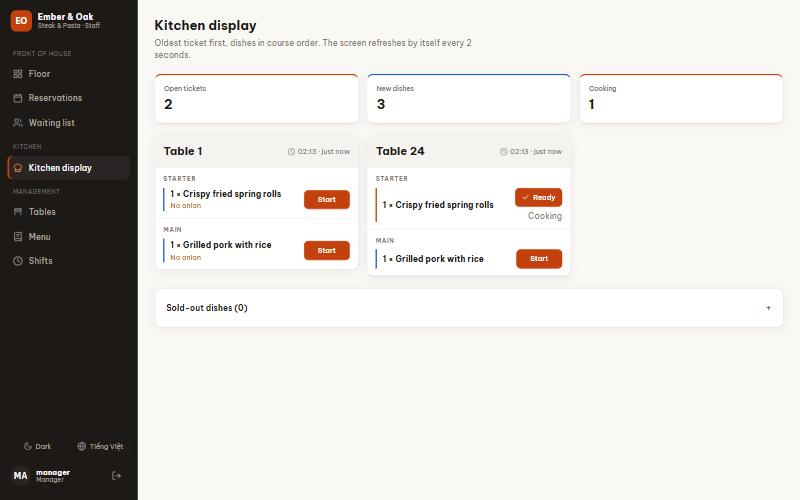 EO
Ember & Oak
Steak & Pasta · Staff
FRONT OF HOUSE
Floor
Reservations
Waiting list
KITCHEN
Kitchen display
MANAGEMENT
Tables
Menu
Shifts
Dark
Tiếng Việt
MA
manager
Manager
Kitchen display
Oldest ticket first, dishes in course order. The screen refreshes by itself every 2
seconds.
Open tickets
2
New dishes
3
Cooking
1
Table 1
02:13 · just now
STARTER
1 × Crispy fried spring rolls
No onion
Start
MAIN
1 × Grilled pork with rice
No onion
Start
Table 24
02:13 · just now
STARTER
1 × Crispy fried spring rolls
Ready
Cooking
MAIN
1 × Grilled pork with rice
Start
Sold-out dishes (0)
+